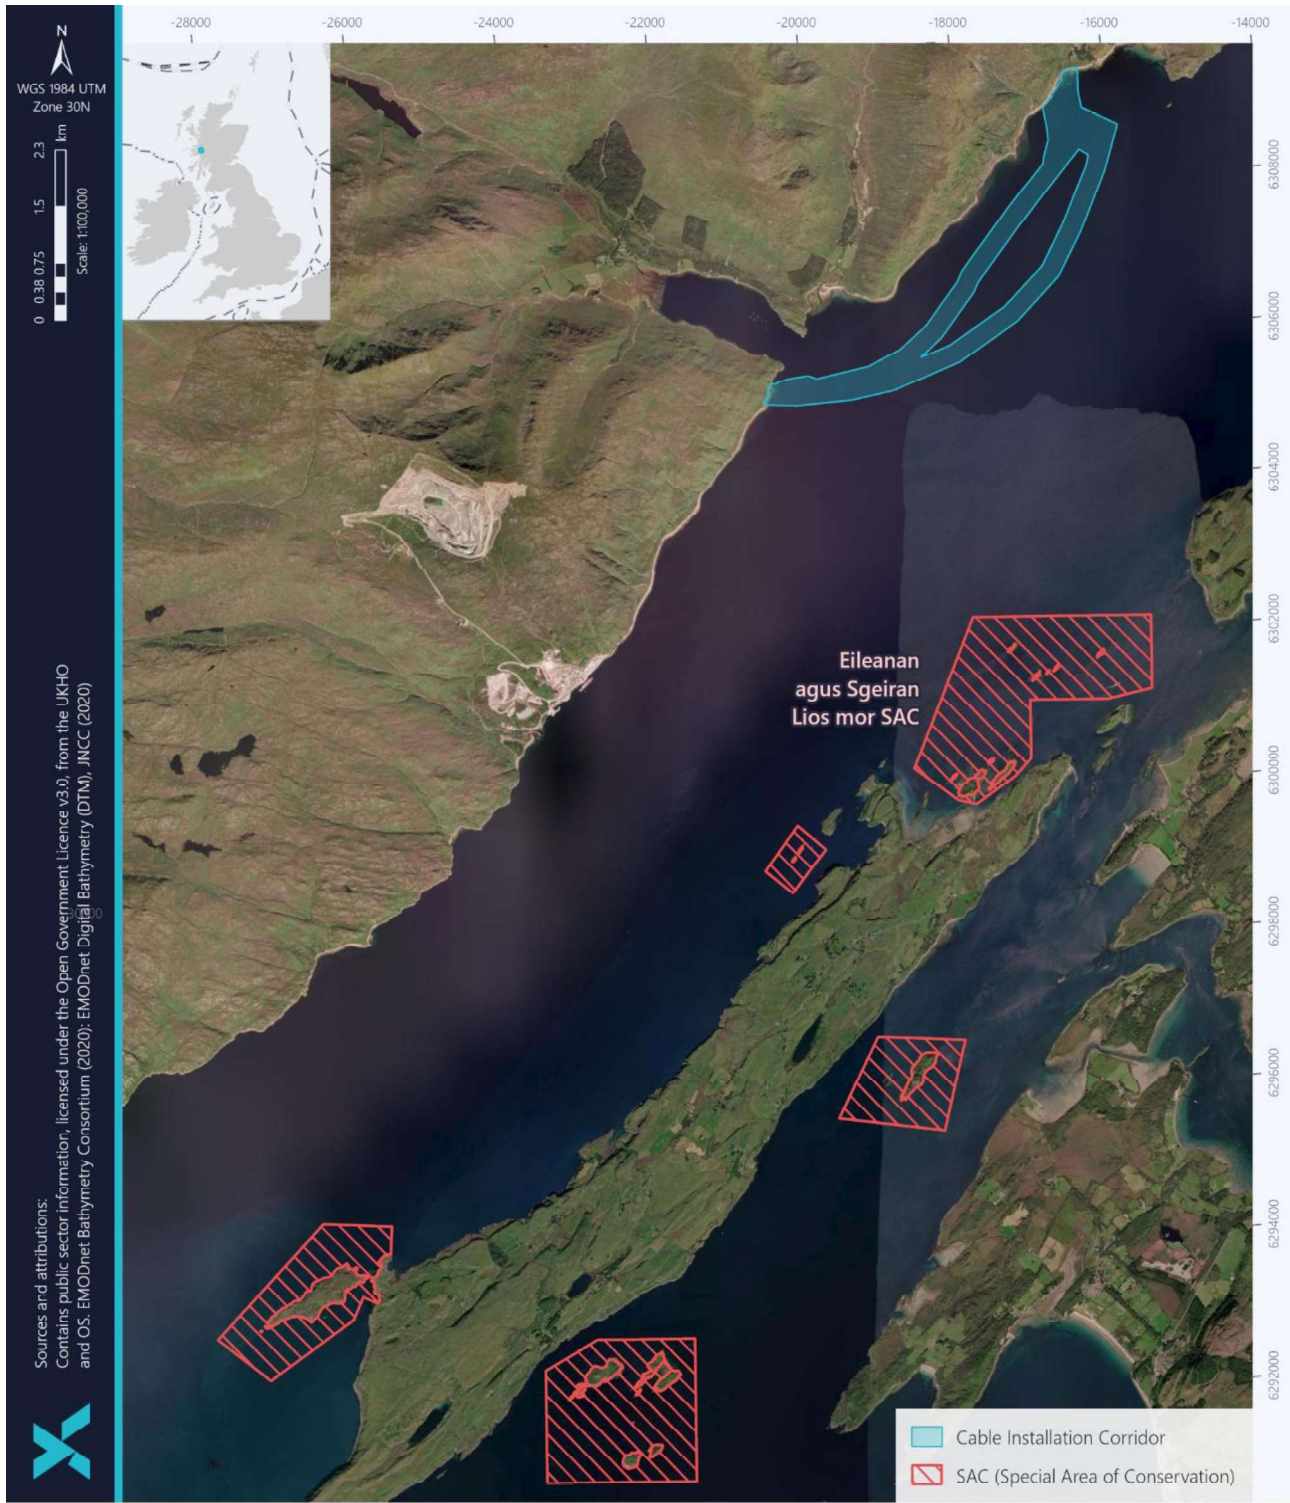 -28000
-26000
-24000
-22000
-20000
-18000
-16000
-14000
N
WGS 1984 UTM
Zone 30N
0 0.38 0.75 1.5 2.3
km
Scale: 1:100,000
Sources and attributions:
Contains public sector information, licensed under the Open Government Licence v3.0, from the UKHO
and OS. EMODnet Bathymetry Consortium (2020): EMODnet Digital Bathymetry (DTM), JNCC (2020)
6308000
6306000
6304000
6302000
6300000
6298000
6296000
6294000
6292000
Eileanan
agus Sgeiran
Lios mor SAC
Cable Installation Corridor
SAC (Special Area of Conservation)